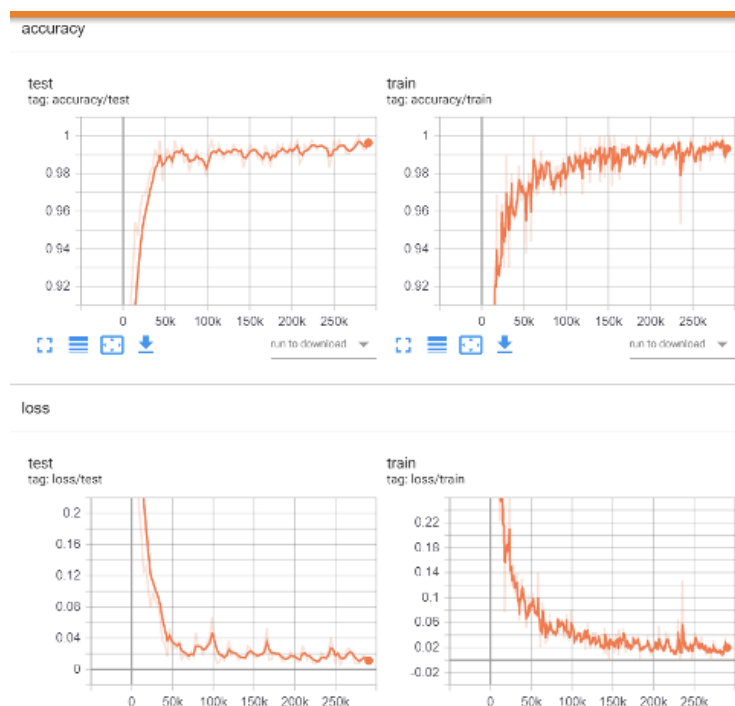 accuracy
test
tag: accuracy/test
1
0.98
0.96
0.94
0.92
0 50k 100k 150k 200k 250k
run to download
train
tag: accuracy/train
1
0.98
0.96
0.94
0.92
0 50k 100k 150k 200k 250k
run to download
loss
test
tag: loss/test
0.2
0.16
0.12
0.08
0.04
0
0 50k 100k 150k 200k 250k
train
tag: loss/train
0.22
0.18
0.14
0.1
0.06
0.02
-0.02
0 50k 100k 150k 200k 250k